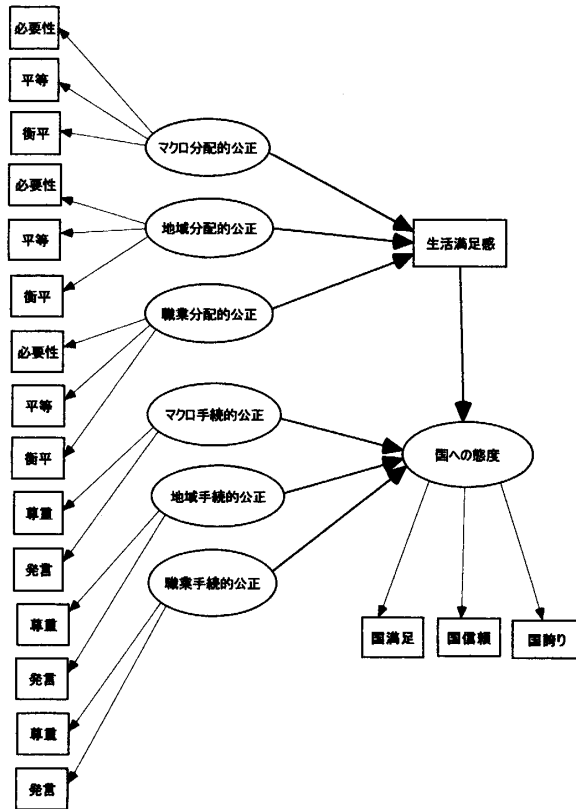 必要性
平等
衡平
必要性
平等
衡平
必要性
平等
衡平
尊重
発言
尊重
発言
尊重
発言
マクロ分配的公正
地域分配的公正
職業分配的公正
マクロ手続的公正
地域手続的公正
職業手続的公正
生活満足感
国への態度
国満足
国信頼
国誇り